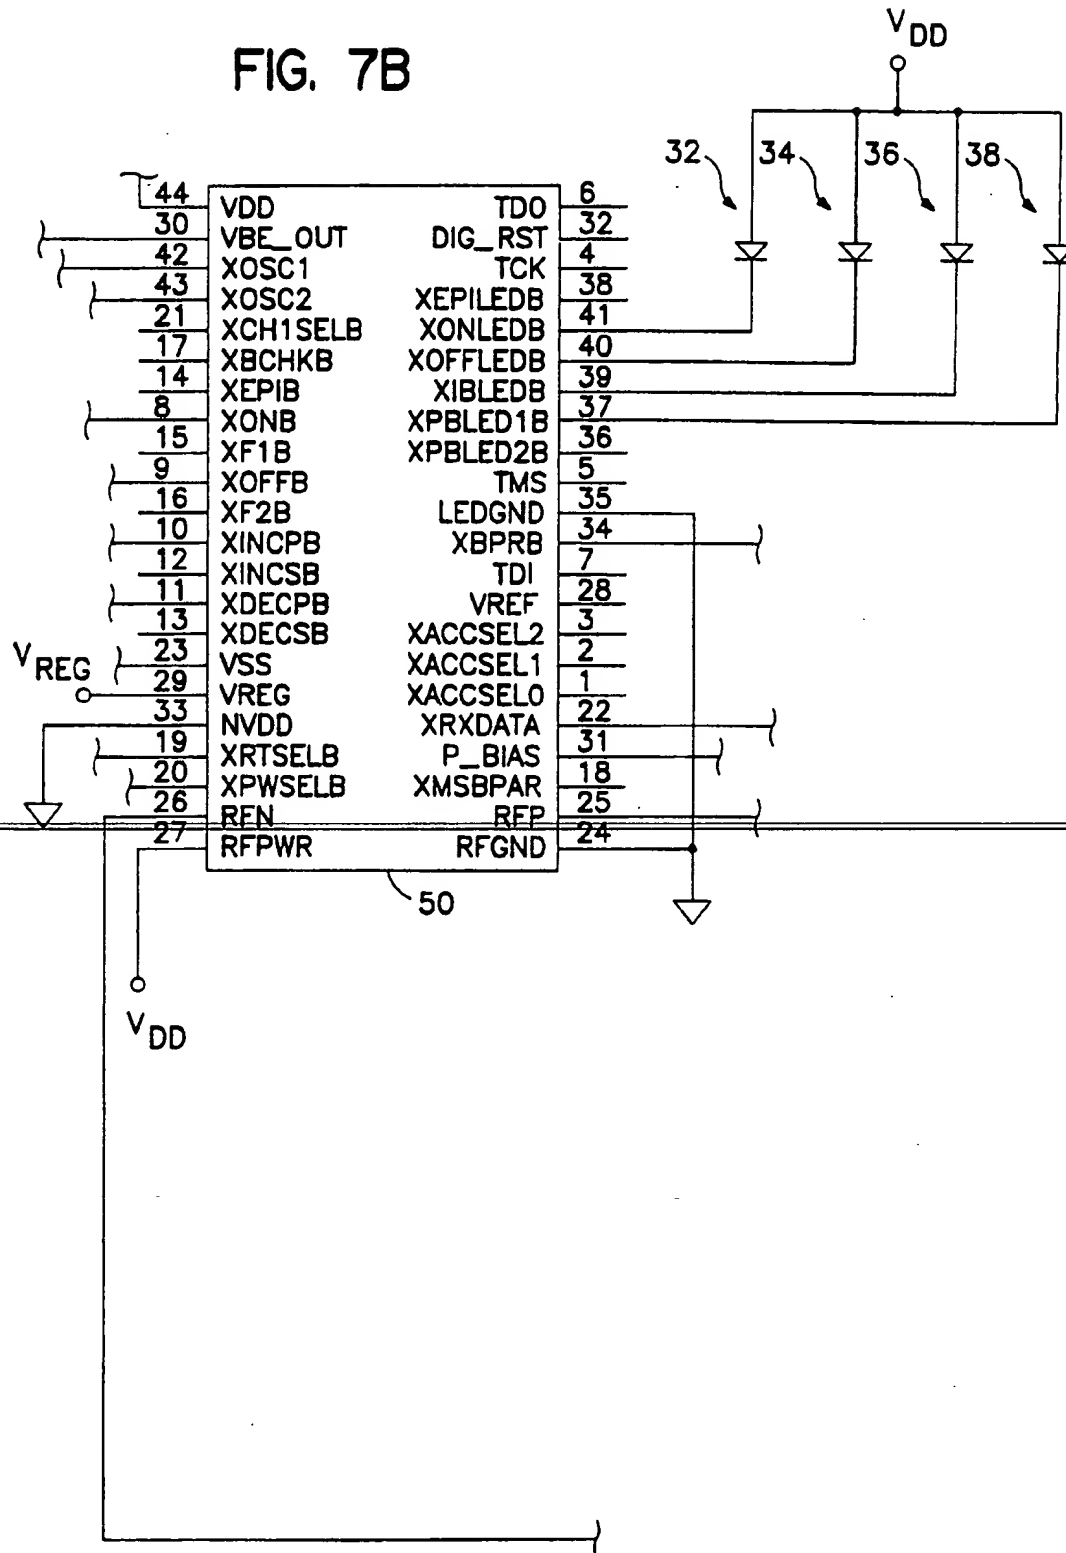 FIG. 7B
V DD
32 34 36 38
44 VDD TDO 6
30 VBE_OUT DIG_RST 32
42 XOSC1 TCK 4
43 XOSC2 XEPILEDB 38
21 XCH1SELB XONLEDB 41
17 XBCHKB XOFFLEDB 40
14 XEPIB XIBLEDB 39
8 XONB XPBLED1B 37
15 XF1B XPBLED2B 36
9 XOFFB TMS 5
16 XF2B LEDGND 35
10 XINCPB XBPRB 34
12 XINCSB TDI 7
11 XDECPB VREF 28
13 XDECSB XACCSEL2 3
23 VSS XACCSEL1 2
V REG 29 VREG XACCSEL0 1
33 NVDD XRXDATA 22
19 XRTSELB P_BIAS 31
20 XPWSELB XMSBPAR 18
26 RFN RFP 25
27 RFPWR RFGND 24
50
V DD